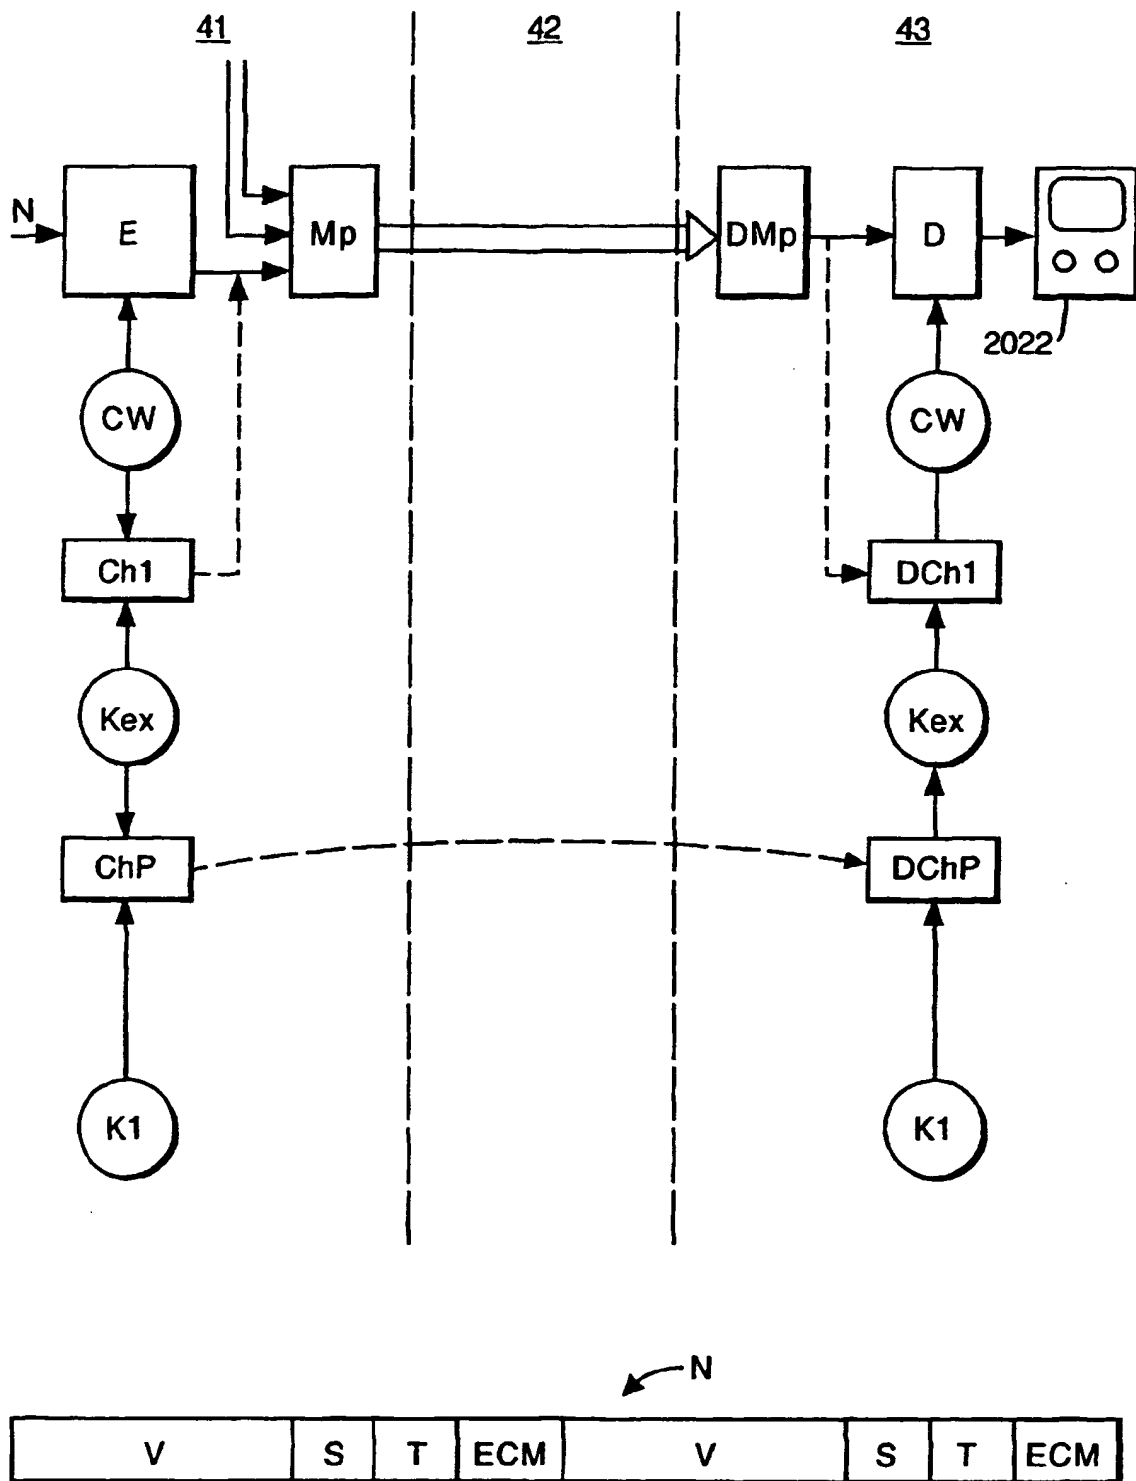 41 42 43
N E Mp DMp D
2022
CW CW
Ch1 DCh1
Kex Kex
ChP DChP
K1 K1
N
V S T ECM V S T ECM